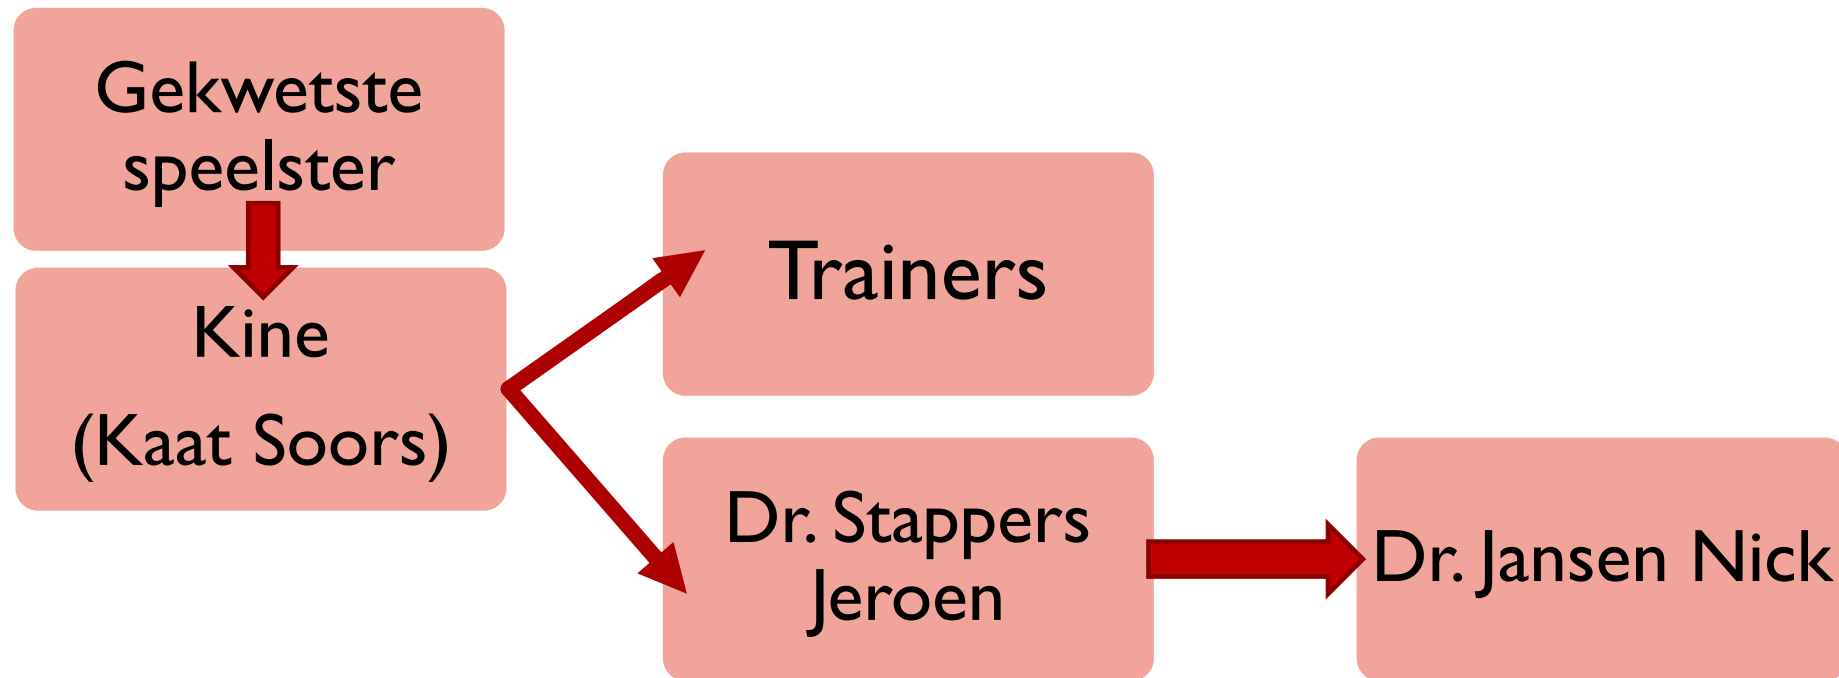 Gekwetste
speelster
Kine
(Kaat Soors)
Trainers
Dr. Stappers
Jeroen
Dr. Jansen Nick